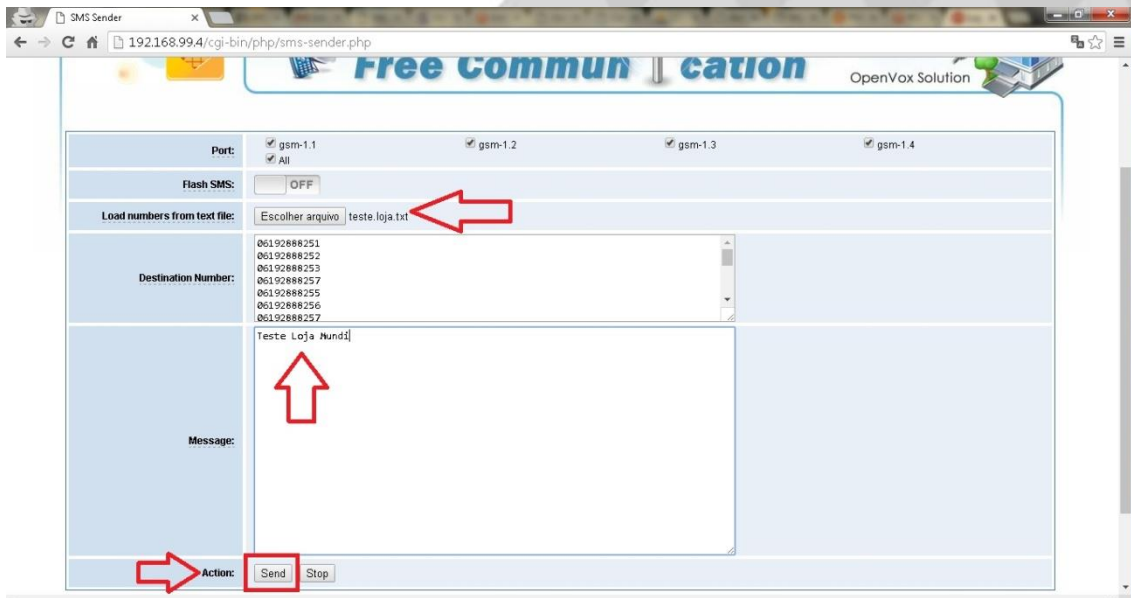 SMS Sender
192.168.99.4/cgi-bin/php/sms-sender.php
Free Commun cation
OpenVox Solution
Port:
gsm-1.1
gsm-1.2
gsm-1.3
gsm-1.4
All
Flash SMS:
OFF
Load numbers from text file:
Escolher arquivo teste.loja.txt
Destination Number:
06192888251
06192888252
06192888253
06192888257
06192888255
06192888256
06192888257
Message:
Teste Loja Mundi
Action:
Send
Stop